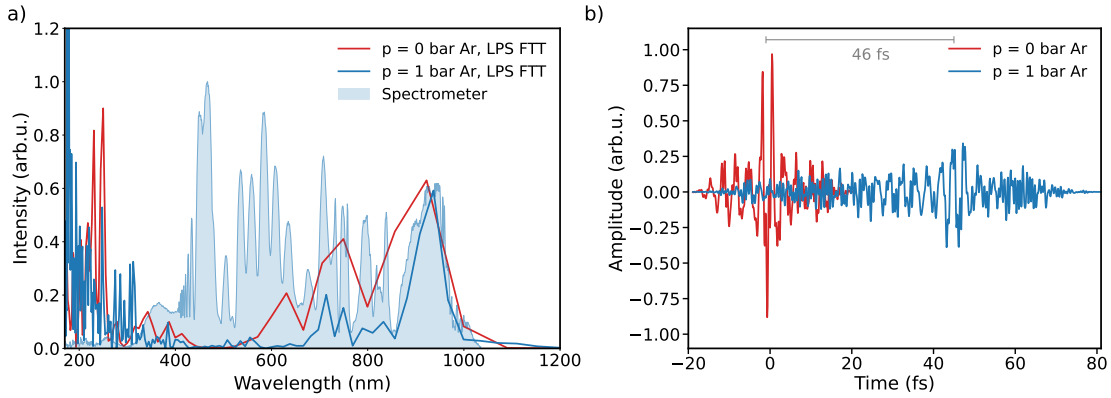 a)
1.2
1.0
0.8
0.6
0.4
0.2
0.0
Intensity (arb.u.)
200
400
600
800
1000
1200
Wavelength (nm)
p = 0 bar Ar, LPS FTT
p = 1 bar Ar, LPS FTT
Spectrometer
b)
1.00
0.75
0.50
0.25
0.00
−0.25
−0.50
−0.75
−1.00
Amplitude (arb.u.)
−20
0
20
40
60
80
Time (fs)
46 fs
p = 0 bar Ar
p = 1 bar Ar